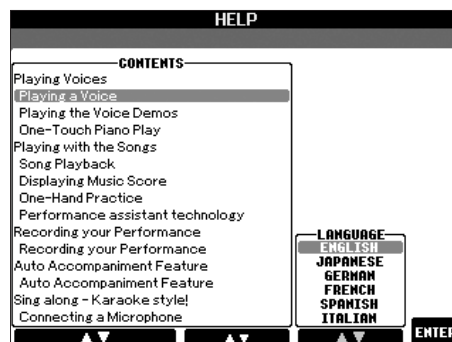 HELP
CONTENTS
Playing Voices
Playing a Voice
Playing the Voice Demos
One-Touch Piano Play
Playing with the Songs
Song Playback
Displaying Music Score
One-Hand Practice
Performance assistant technology
Recording your Performance
Recording your Performance
Auto Accompaniment Feature
Auto Accompaniment Feature
Sing along - Karaoke style!
Connecting a Microphone
LANGUAGE
ENGLISH
JAPANESE
GERMAN
FRENCH
SPANISH
ITALIAN
ENTER